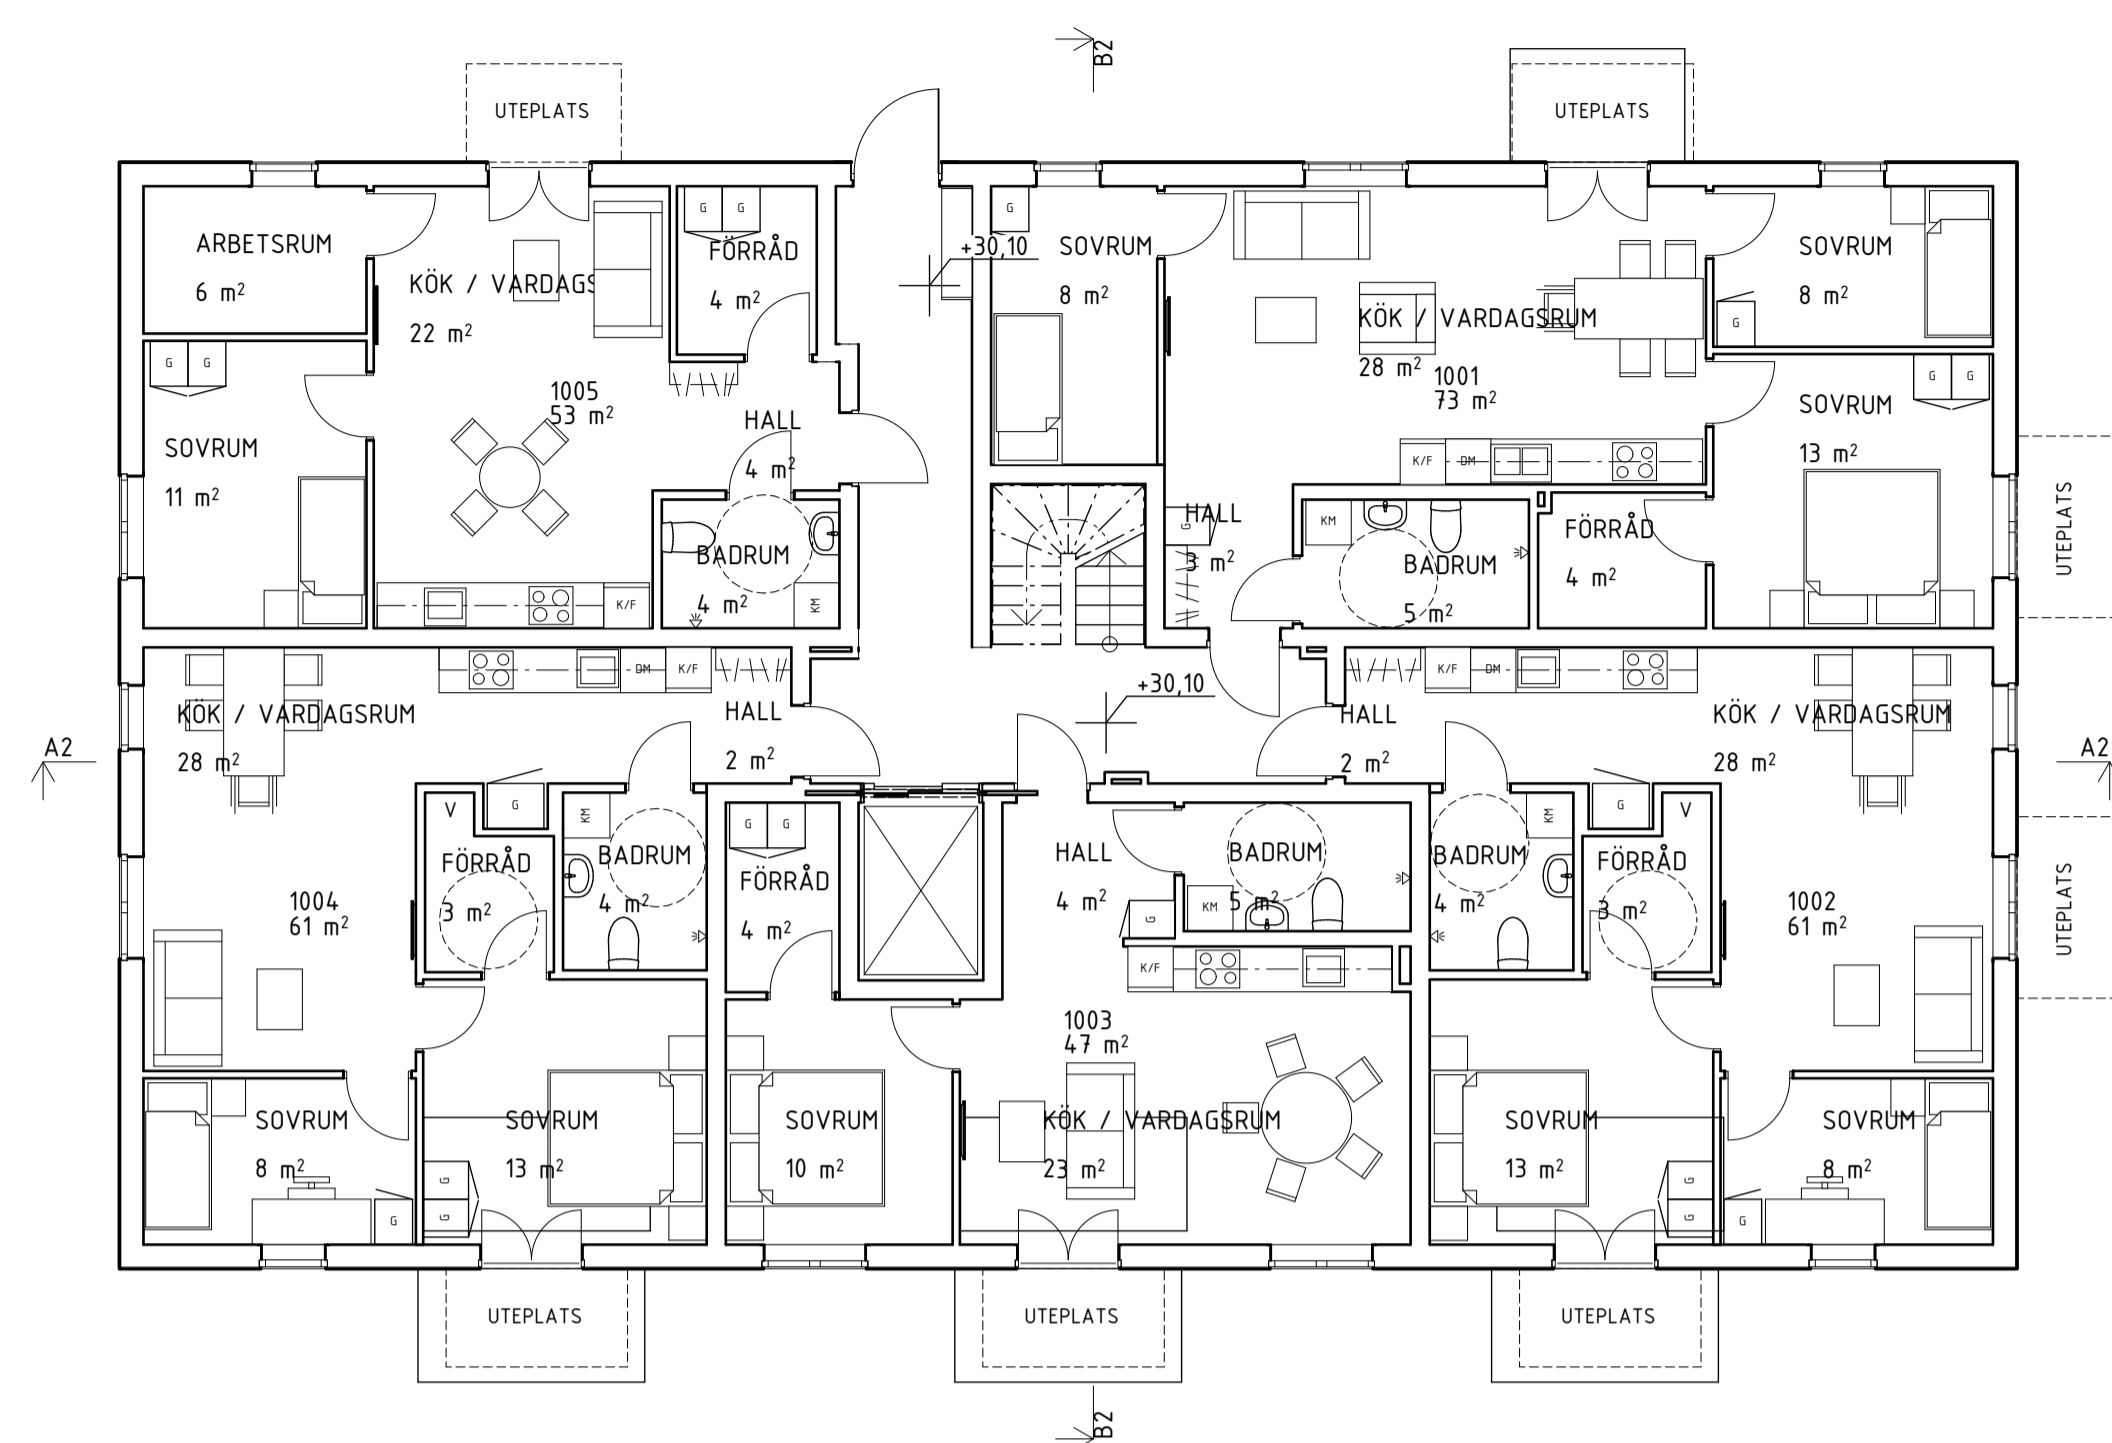 B2
UTEPLATS
UTEPLATS
ARBETSRUM
6 m²
KÖK / VARDAGS
22 m²
G
G
FÖRRÅD
4 m²
+30,10
G
SOVRUM
8 m²
KÖK / VARDAGSRUM
28 m²
1001
73 m²
SOVRUM
8 m²
G
G
G
SOVRUM
11 m²
1005
53 m²
HALL
4 m²
K/F
BADRUM
4 m²
KM
K/F
DM
G
HALL
3 m²
KM
BADRUM
5 m²
FÖRRÅD
4 m²
G
G
SOVRUM
13 m²
UTEPLATS
KÖK / VARDAGSRUM
28 m²
DM
K/F
HALL
2 m²
+30,10
K/F
DM
HALL
2 m²
KÖK / VARDAGSRUM
28 m²
A2
A2
1004
61 m²
V
G
FÖRRÅD
3 m²
KM
BADRUM
4 m²
G
G
FÖRRÅD
4 m²
HALL
4 m²
G
BADRUM
KM
5 m²
K/F
BADRUM
4 m²
KM
G
V
FÖRRÅD
3 m²
1002
61 m²
UTEPLATS
1003
47 m²
SOVRUM
8 m²
G
SOVRUM
13 m²
G
G
SOVRUM
10 m²
KÖK / VARDAGSRUM
23 m²
SOVRUM
13 m²
G
G
SOVRUM
8 m²
G
UTEPLATS
UTEPLATS
UTEPLATS
B2